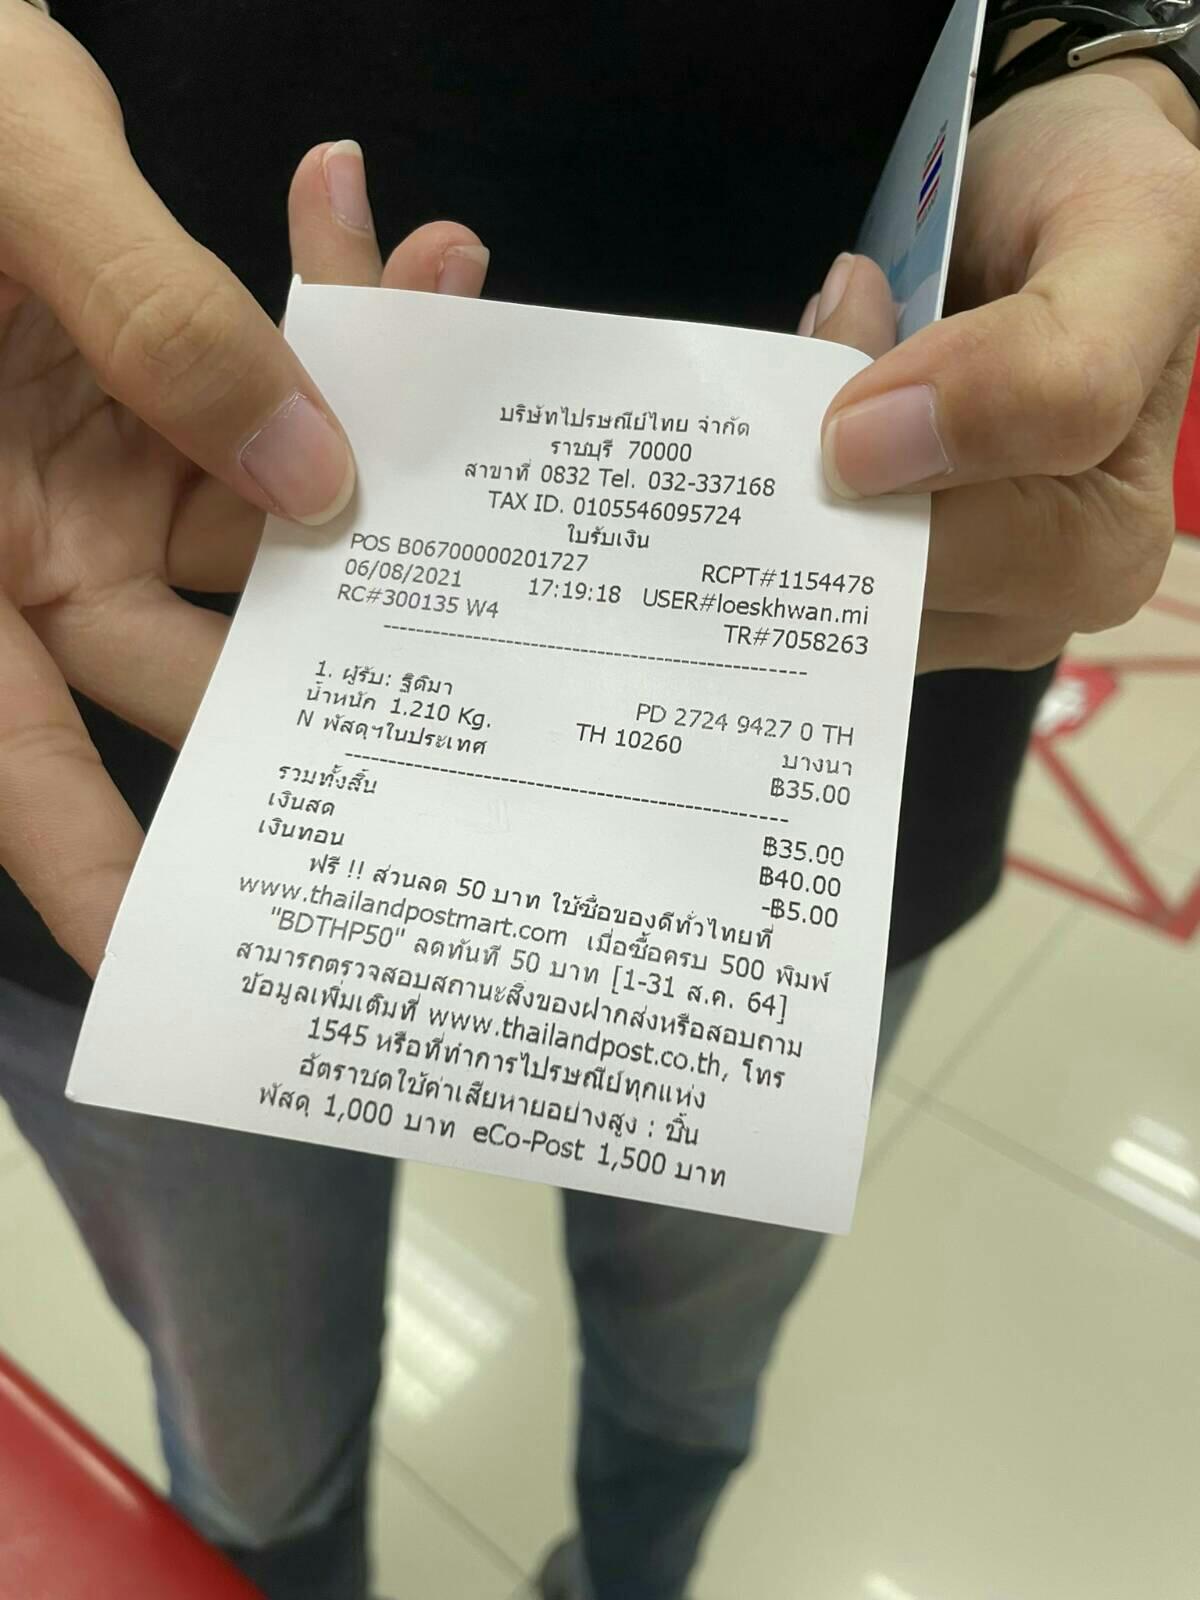 บริษัทไปรษณีย์ไทย จำกัด
ราชบุรี 70000
สาขาที่ 0832 Tel. 032-337168
TAX ID. 0105546095724
ใบรับเงิน
POS B06700000201727 RCPT#1154478
06/08/2021 17:19:18 USER#loeskhwan.mi
RC#300135 W4 TR#7058263
1. ผู้รับ: ฐิติมา PD 2724 9427 0 TH
น้ำหนัก 1.210 Kg. TH 10260 บางนา
N พัสดุฯในประเทศ ฿35.00
รวมทั้งสิ้น ฿35.00
เงินสด ฿40.00
เงินทอน -฿5.00
ฟรี !! ส่วนลด 50 บาท ใช้ซื้อของดีทั่วไทยที่
www.thailandpostmart.com เมื่อซื้อครบ 500 พิมพ์
"BDTHP50" ลดทันที 50 บาท [1-31 ส.ค. 64]
สามารถตรวจสอบสถานะสิ่งของฝากส่งหรือสอบถาม
ข้อมูลเพิ่มเติมที่ www.thailandpost.co.th, โทร
1545 หรือที่ทำการไปรษณีย์ทุกแห่ง
อัตราชดใช้ค่าเสียหายอย่างสูง : ชิ้น
พัสดุ 1,000 บาท eCo-Post 1,500 บาท